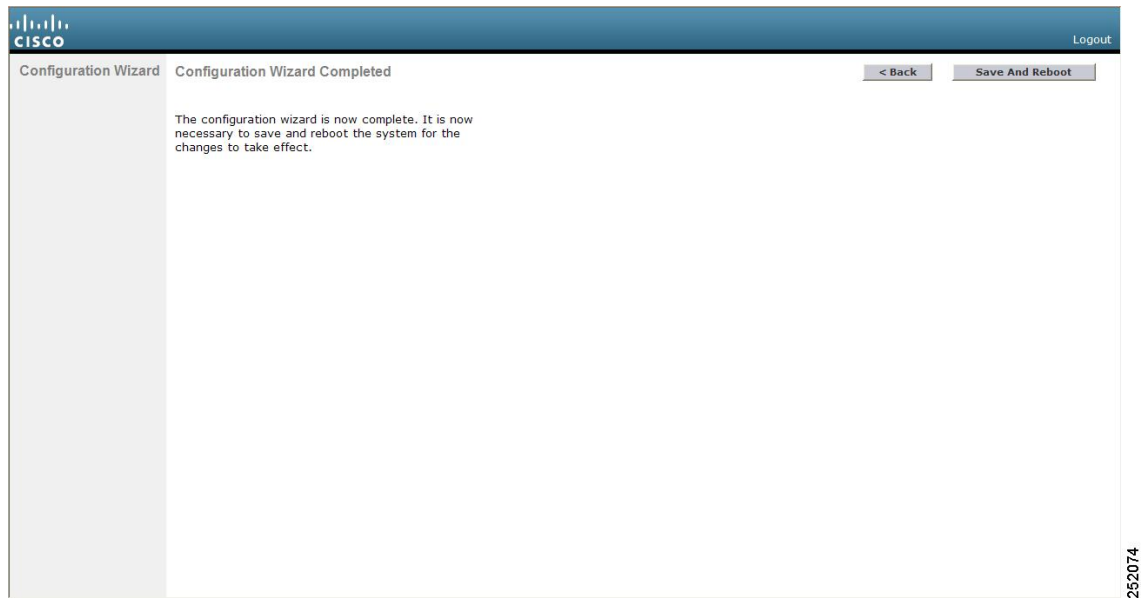 CISCO
Logout
Configuration Wizard
Configuration Wizard Completed
< Back
Save And Reboot
The configuration wizard is now complete. It is now
necessary to save and reboot the system for the
changes to take effect.
252074